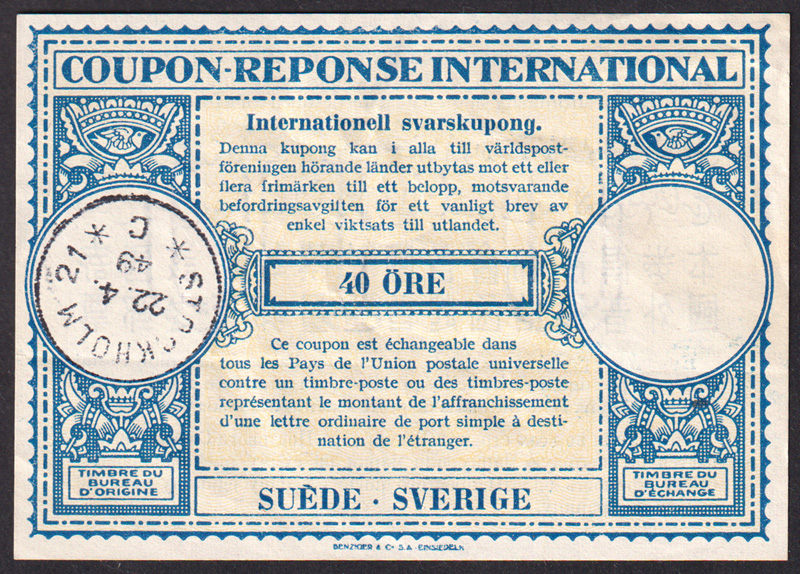 COUPON-REPONSE INTERNATIONAL
Internationell svarskupong.
Denna kupong kan i alla till världspost-
föreningen hörande länder utbytas mot ett eller
flera frimärken till ett belopp, motsvarande
befordringsavgiften för ett vanligt brev av
enkel viktsats till utlandet.
40 ÖRE
Ce coupon est échangeable dans
tous les Pays de l'Union postale universelle
contre un timbre-poste ou des timbres-poste
représentant le montant de l'affranchissement
d'une lettre ordinaire de port simple à desti-
nation de l'étranger.
STOCKHOLM 21
C
22.4.
49
TIMBRE DU
BUREAU
D'ORIGINE
TIMBRE DU
BUREAU
D'ÉCHANGE
SUÈDE · SVERIGE
BENZIGER & Co S.A. EINSIEDELN